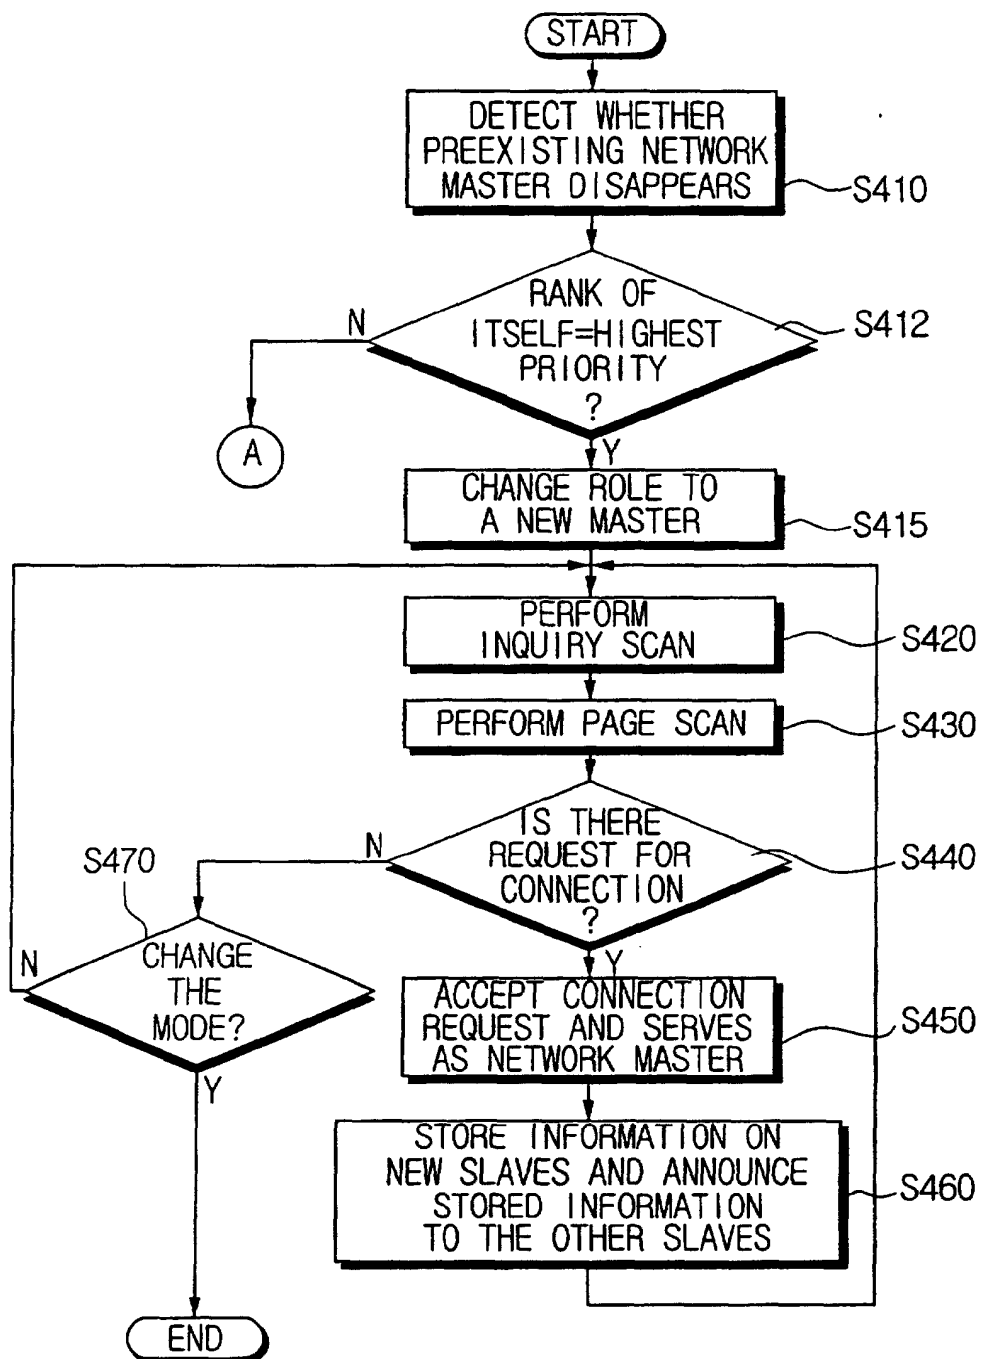 START
DETECT WHETHER
PREEXISTING NETWORK
MASTER DISAPPEARS
S410
RANK OF
ITSELF=HIGHEST
PRIORITY
?
S412
N
A
Y
CHANGE ROLE TO
A NEW MASTER
S415
PERFORM
INQUIRY SCAN
S420
PERFORM PAGE SCAN
S430
IS THERE
REQUEST FOR
CONNECTION
?
S440
N
S470
CHANGE
THE
MODE?
N
Y
Y
ACCEPT CONNECTION
REQUEST AND SERVES
AS NETWORK MASTER
S450
STORE INFORMATION ON
NEW SLAVES AND ANNOUNCE
STORED INFORMATION
TO THE OTHER SLAVES
S460
END